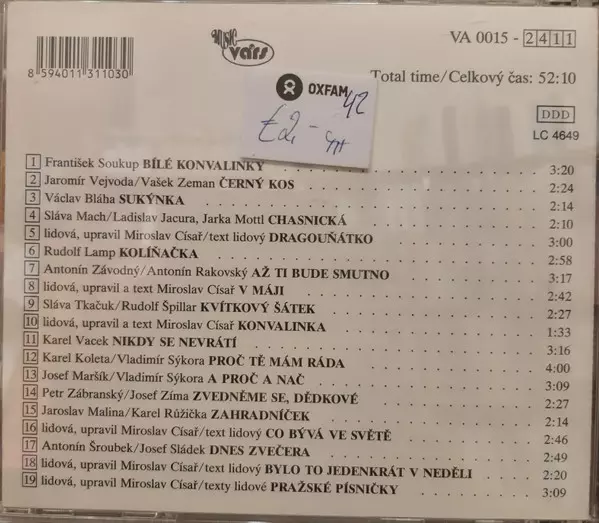 MUSIC
vars
VA 0015 - 2411
8 594011 311030
Total time/Celkový čas: 52:10
OXFAM
42
£2,-
DDD
LC 4649
1 František Soukup BÍLÉ KONVALINKY 3:20
2 Jaromír Vejvoda/Vašek Zeman ČERNÝ KOS 2:24
3 Václav Bláha SUKÝNKA 2:14
4 Sláva Mach/Ladislav Jacura, Jarka Mottl CHASNICKÁ 2:10
5 lidová, upravil Miroslav Císař/text lidový DRAGOUŇÁTKO 3:00
6 Rudolf Lamp KOLÍŇAČKA 2:58
7 Antonín Závodný/Antonín Rakovský AŽ TI BUDE SMUTNO 3:17
8 lidová, upravil a text Miroslav Císař V MÁJI 2:42
9 Sláva Tkačuk/Rudolf Špillar KVÍTKOVÝ ŠÁTEK 2:27
10 lidová, upravil a text Miroslav Císař KONVALINKA 1:33
11 Karel Vacek NIKDY SE NEVRÁTÍ 3:16
12 Karel Koleta/Vladimír Sýkora PROČ TĚ MÁM RÁDA 4:00
13 Josef Maršík/Vladimír Sýkora A PROČ A NAČ 3:09
14 Petr Zábranský/Josef Zíma ZVEDNĚME SE, DĚDKOVÉ 2:27
15 Jaroslav Malina/Karel Růžička ZAHRADNÍČEK 2:14
16 lidová, upravil Miroslav Císař/text lidový CO BÝVÁ VE SVĚTĚ 2:46
17 Antonín Šroubek/Josef Sládek DNES ZVEČERA 2:49
18 lidová, upravil Miroslav Císař/text lidový BYLO TO JEDENKRÁT V NEDĚLI 2:20
19 lidová, upravil Miroslav Císař/texty lidové PRAŽSKÉ PÍSNIČKY 3:09